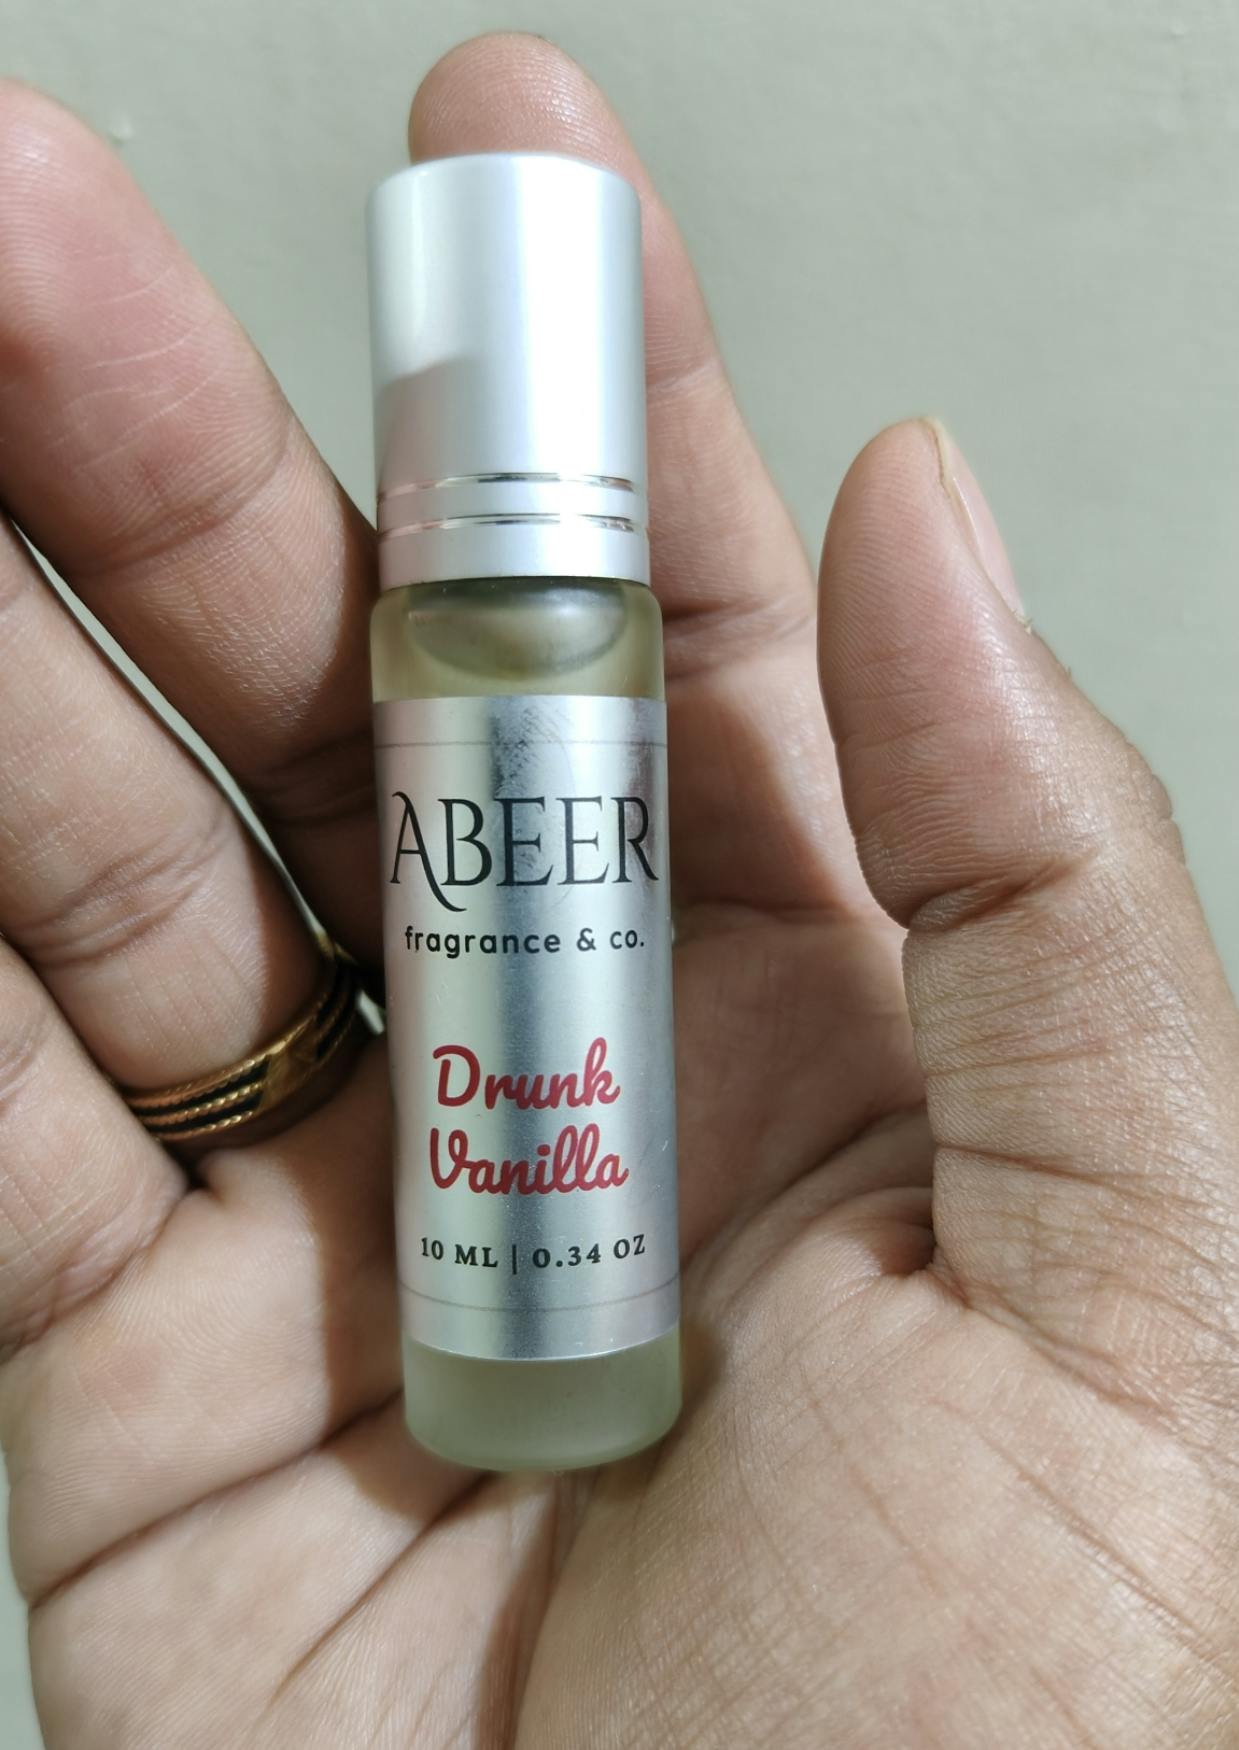 ABEER
fragrance & co.
Drunk
Vanilla
10 ML | 0.34 OZ